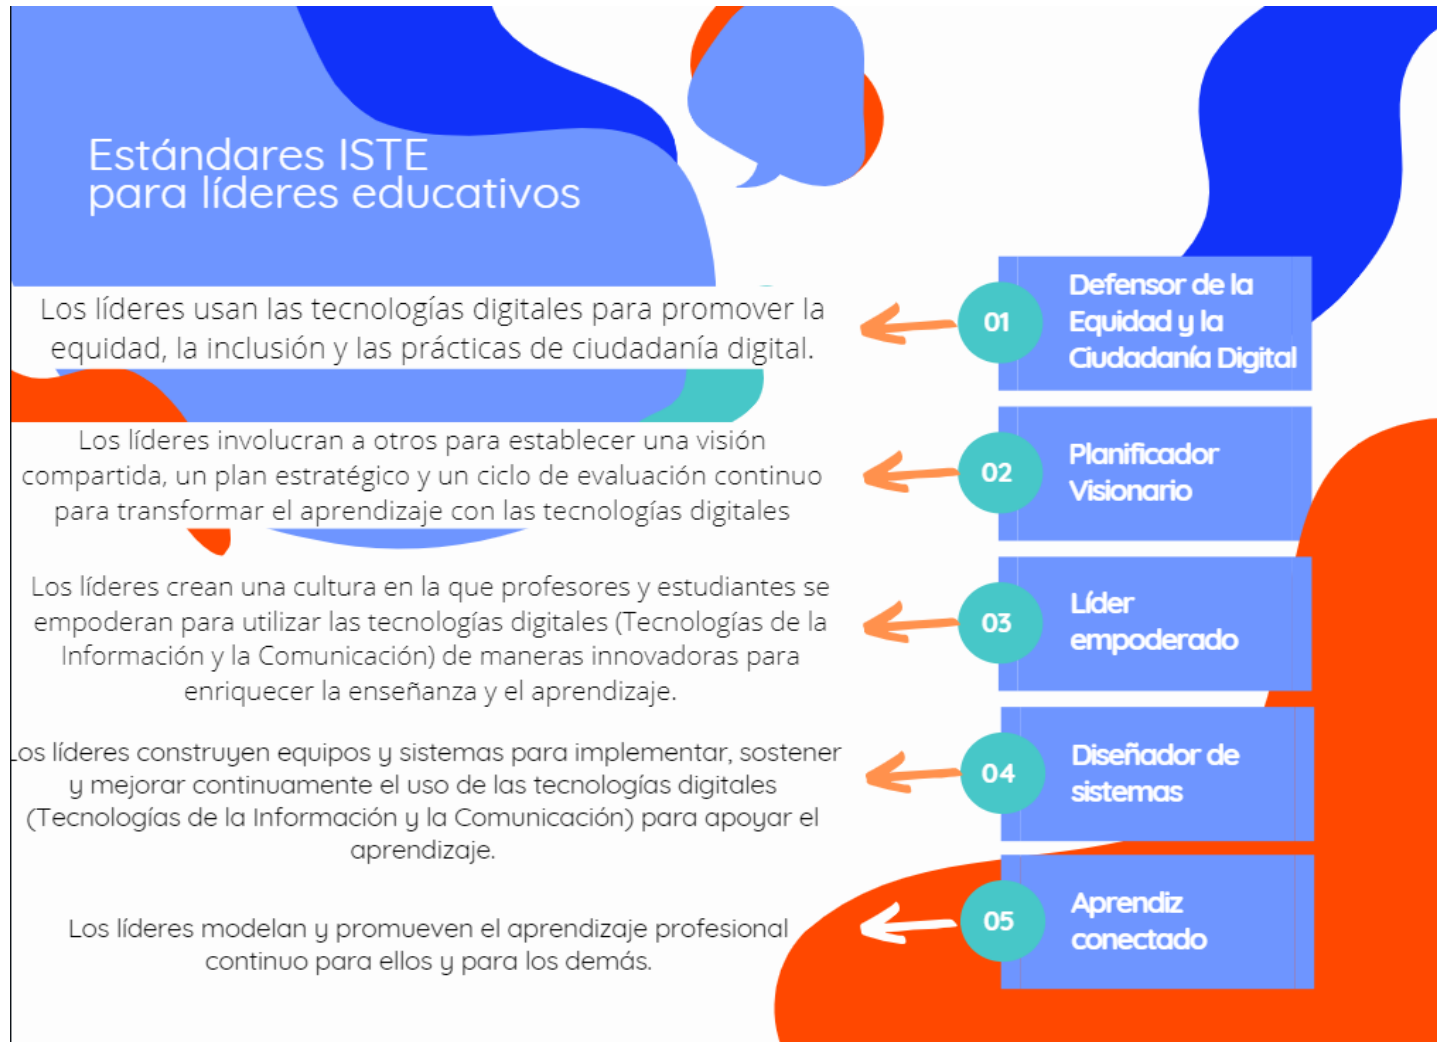 Estándares ISTE
para líderes educativos
Los líderes usan las tecnologías digitales para promover la
equidad, la inclusión y las prácticas de ciudadanía digital.
01
Defensor de la
Equidad y la
Ciudadanía Digital
Los líderes involucran a otros para establecer una visión
compartida, un plan estratégico y un ciclo de evaluación continuo
para transformar el aprendizaje con las tecnologías digitales
02
Planificador
Visionario
Los líderes crean una cultura en la que profesores y estudiantes se
empoderan para utilizar las tecnologías digitales (Tecnologías de la
Información y la Comunicación) de maneras innovadoras para
enriquecer la enseñanza y el aprendizaje.
03
Líder
empoderado
Los líderes construyen equipos y sistemas para implementar, sostener
y mejorar continuamente el uso de las tecnologías digitales
(Tecnologías de la Información y la Comunicación) para apoyar el
aprendizaje.
04
Diseñador de
sistemas
Los líderes modelan y promueven el aprendizaje profesional
continuo para ellos y para los demás.
05
Aprendiz
conectado